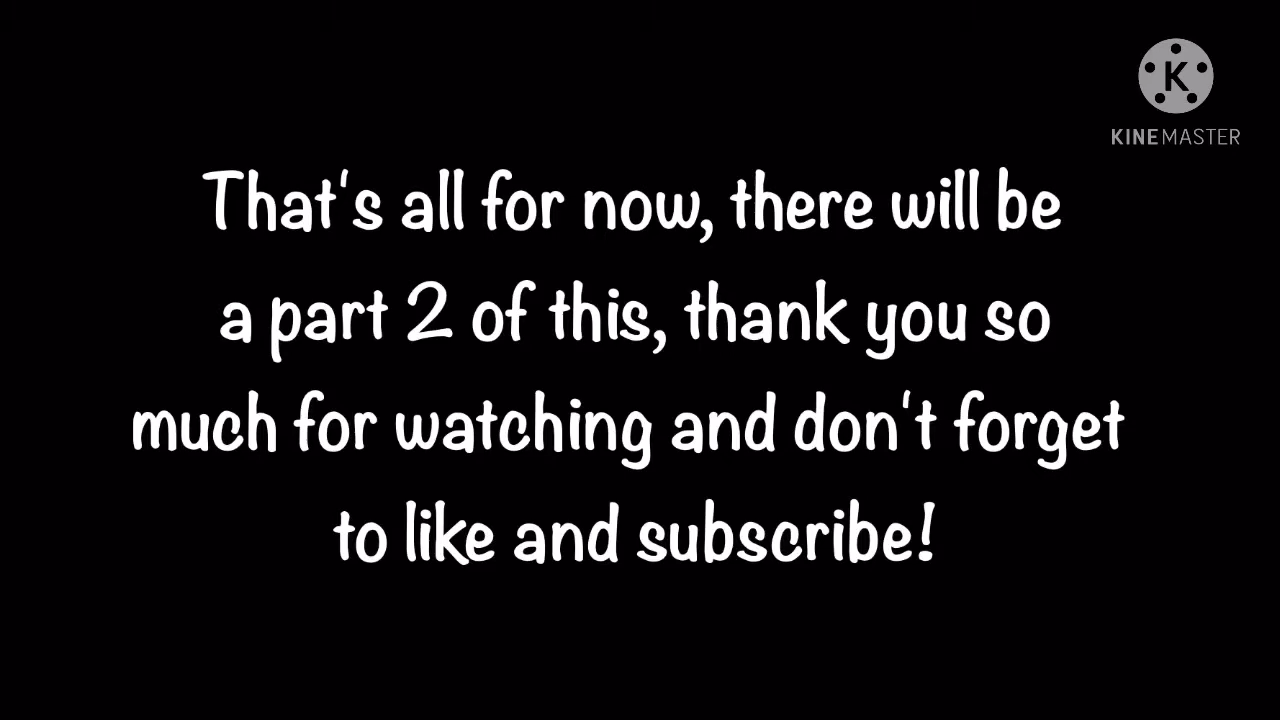 K
KINEMASTER
That's all for now, there will be
a part 2 of this, thank you so
much for watching and don't forget
to like and subscribe!